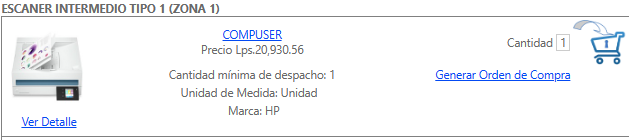 ESCANER INTERMEDIO TIPO 1 (ZONA 1)
COMPUSER
Precio Lps.20,930.56
Cantidad 1
Cantidad mínima de despacho: 1
Generar Orden de Compra
Unidad de Medida: Unidad
Marca: HP
Ver Detalle